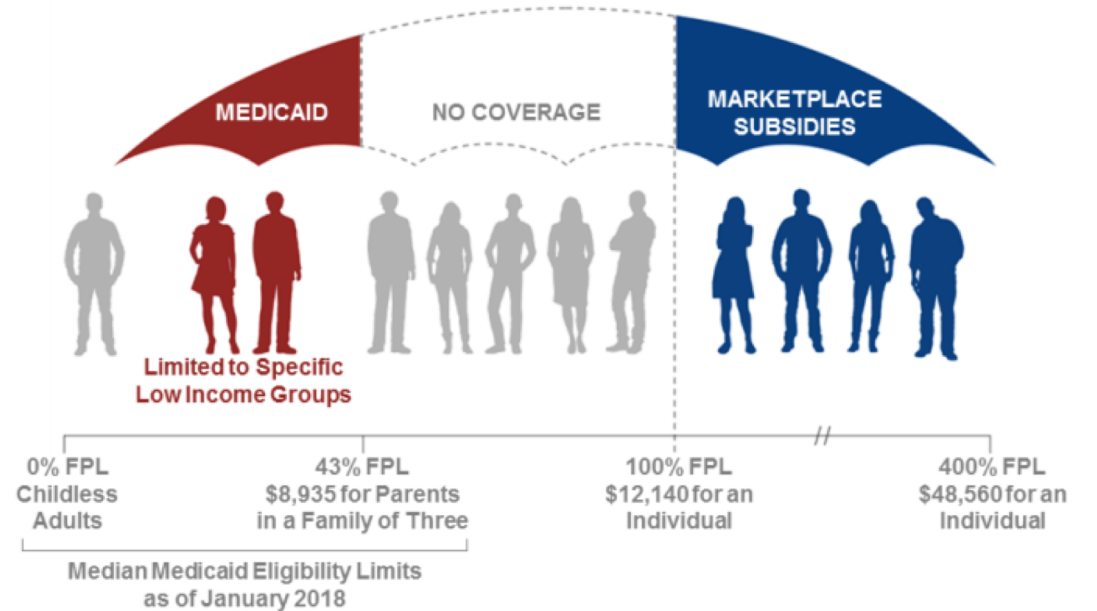 MEDICAID
NO COVERAGE
MARKETPLACE
SUBSIDIES
Limited to Specific
Low Income Groups
0% FPL
Childless
Adults
43% FPL
$8,935 for Parents
in a Family of Three
100% FPL
$12,140 for an
Individual
400% FPL
$48,560 for an
Individual
Median Medicaid Eligibility Limits
as of January 2018